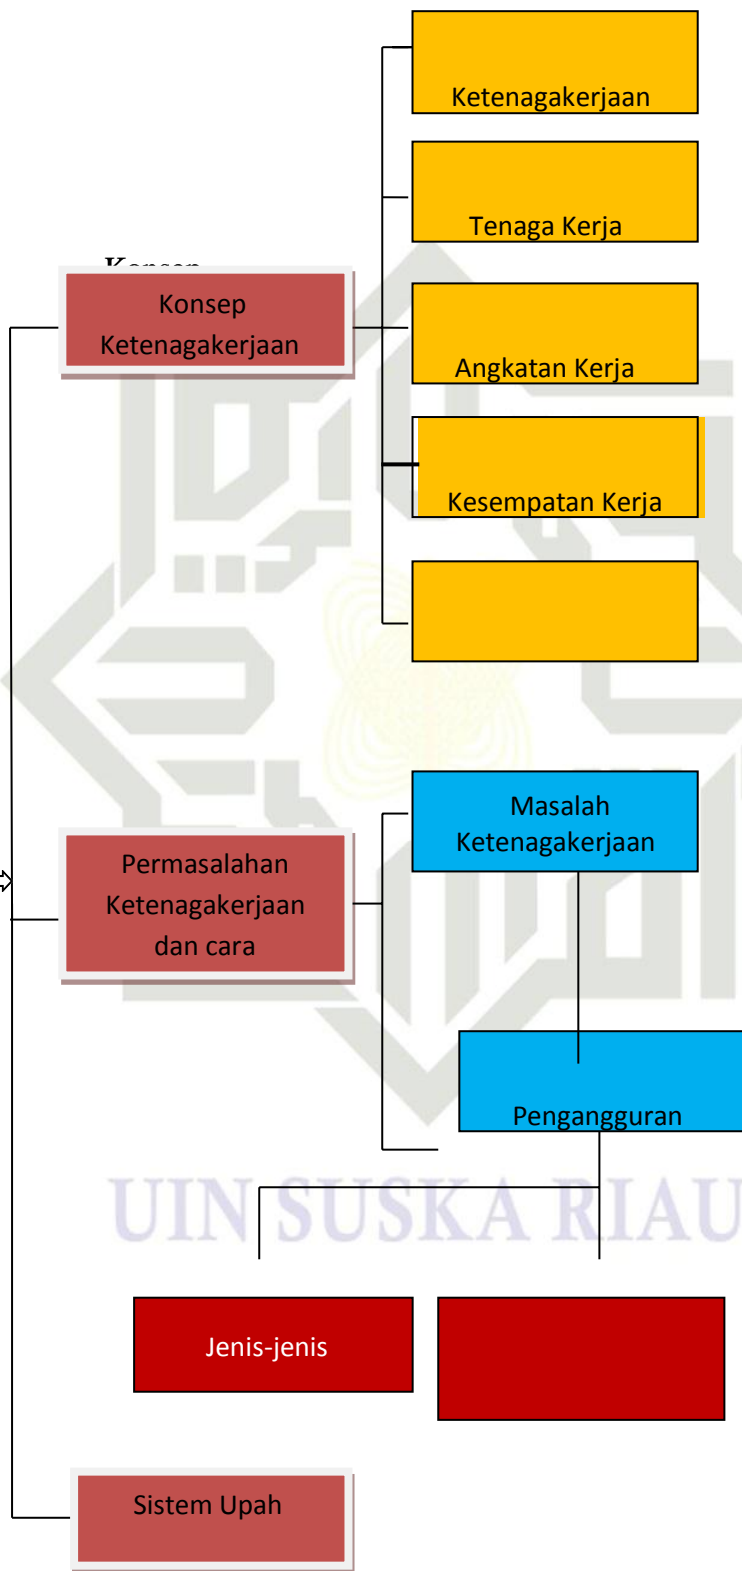 Ketenagakerjaan
Tenaga Kerja
Konsep
Konsep
Ketenagakerjaan
Angkatan Kerja
Kesempatan Kerja
Masalah
Ketenagakerjaan
Permasalahan
Ketenagakerjaan
dan cara
Pengangguran
UIN SUSKA RIAU
Jenis-jenis
Sistem Upah